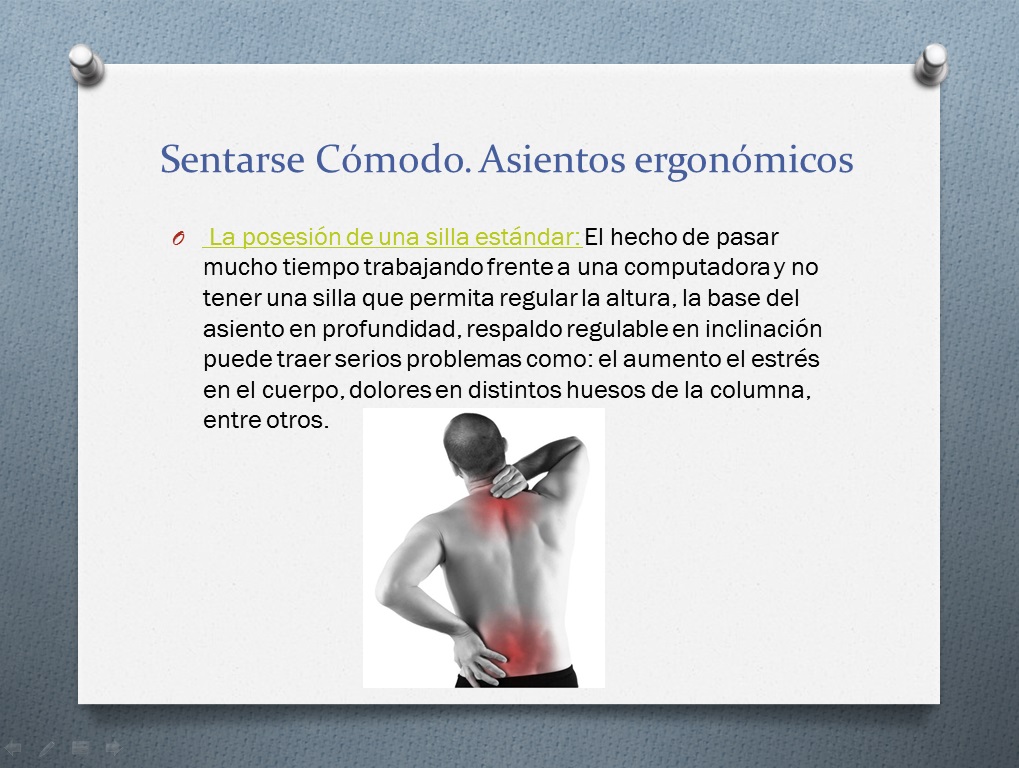 Sentarse Cómodo. Asientos ergonómicos
La posesión de una silla estándar: El hecho de pasar
mucho tiempo trabajando frente a una computadora y no
tener una silla que permita regular la altura, la base del
asiento en profundidad, respaldo regulable en inclinación
puede traer serios problemas como: el aumento el estrés
en el cuerpo, dolores en distintos huesos de la columna,
entre otros.